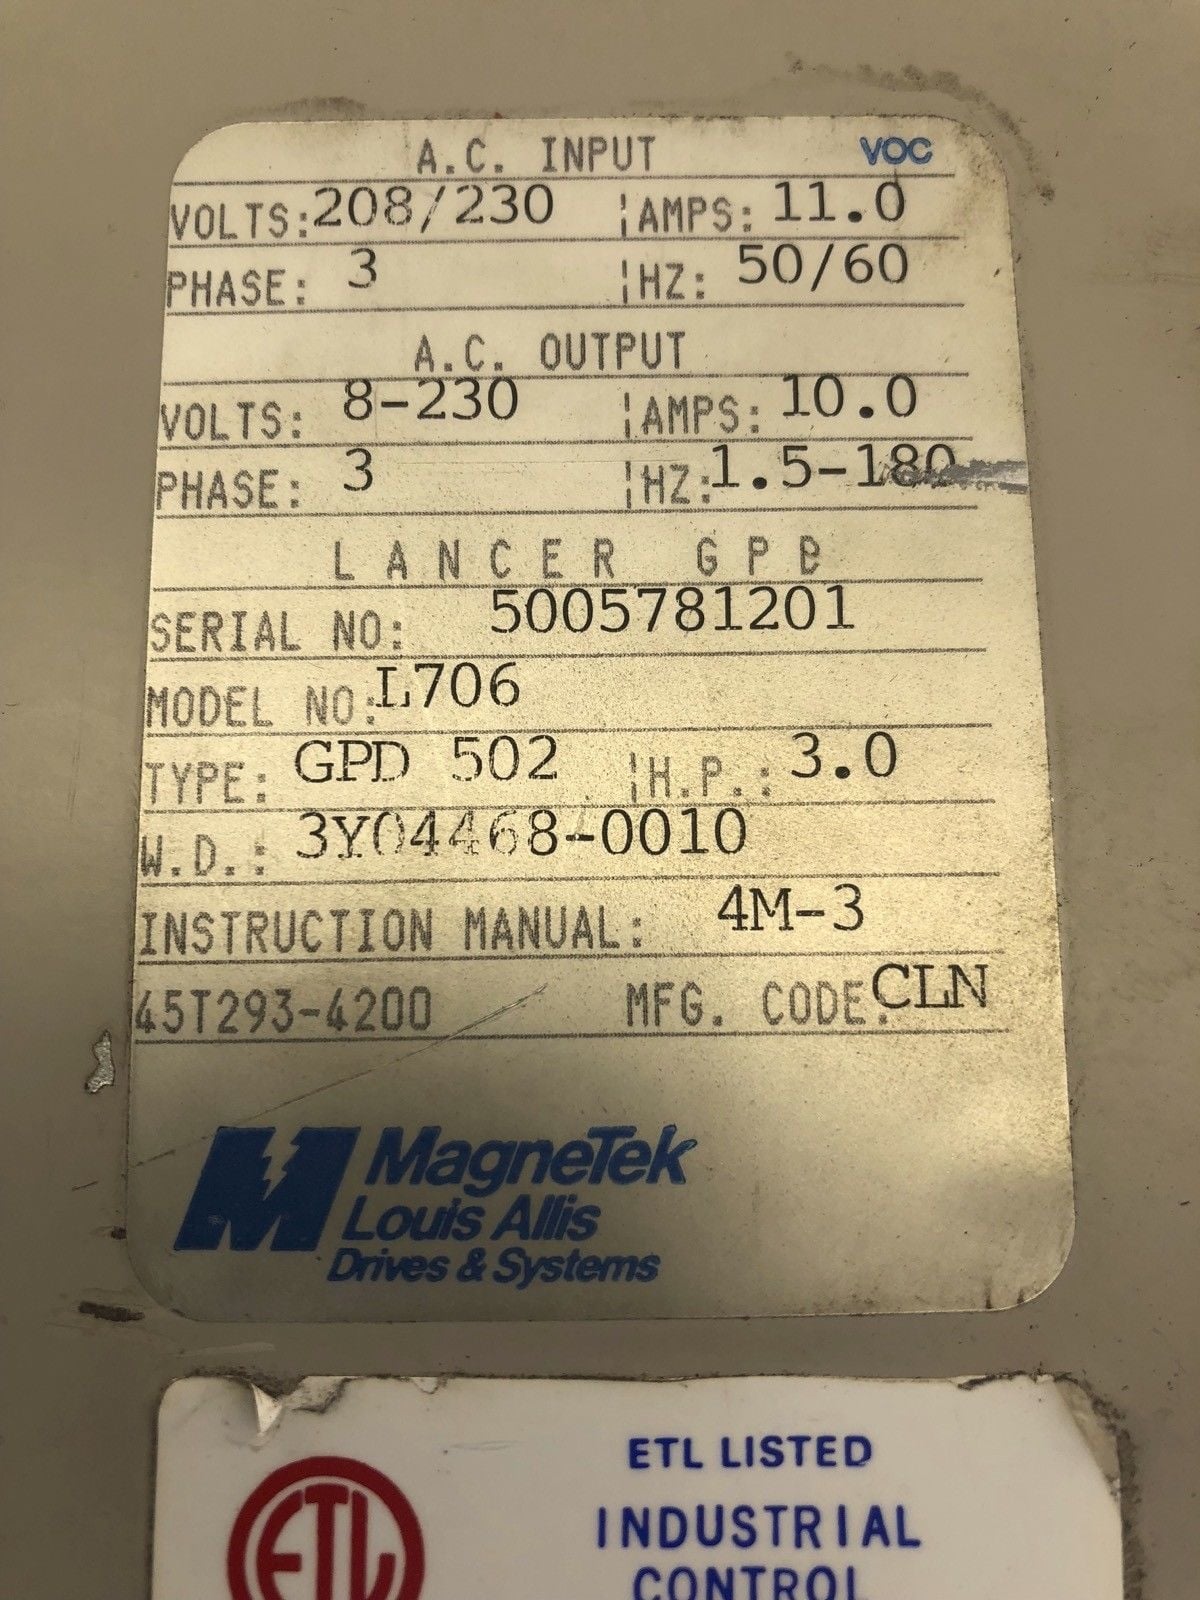 A.C. INPUT VOC
VOLTS: 208/230 AMPS: 11.0
PHASE: 3 HZ: 50/60
A.C. OUTPUT
VOLTS: 8-230 AMPS: 10.0
PHASE: 3 HZ: 1.5-180
LANCER GPB
SERIAL NO: 5005781201
MODEL NO: L706
TYPE: GPD 502 H.P.: 3.0
W.D.: 3Y04468-0010
INSTRUCTION MANUAL: 4M-3
45T293-4200 MFG. CODE: CLN
MagneTek
Louis Allis
Drives & Systems
ETL LISTED
INDUSTRIAL
ETL CONTROL